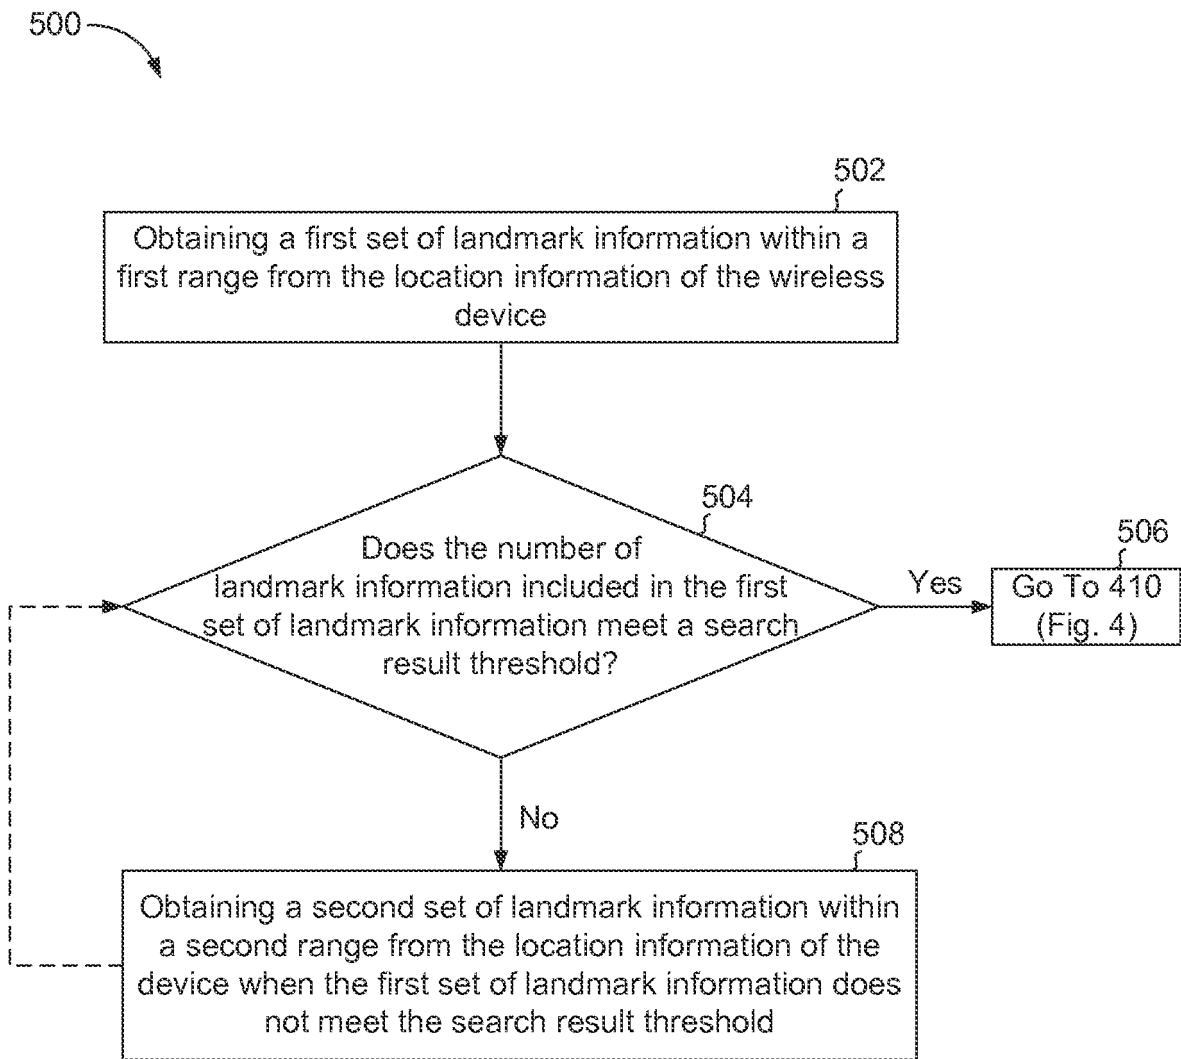 500
502
Obtaining a first set of landmark information within a
first range from the location information of the wireless
device
504
Does the number of
landmark information included in the first
set of landmark information meet a search
result threshold?
Yes
506
Go To 410
(Fig. 4)
No
508
Obtaining a second set of landmark information within
a second range from the location information of the
device when the first set of landmark information does
not meet the search result threshold